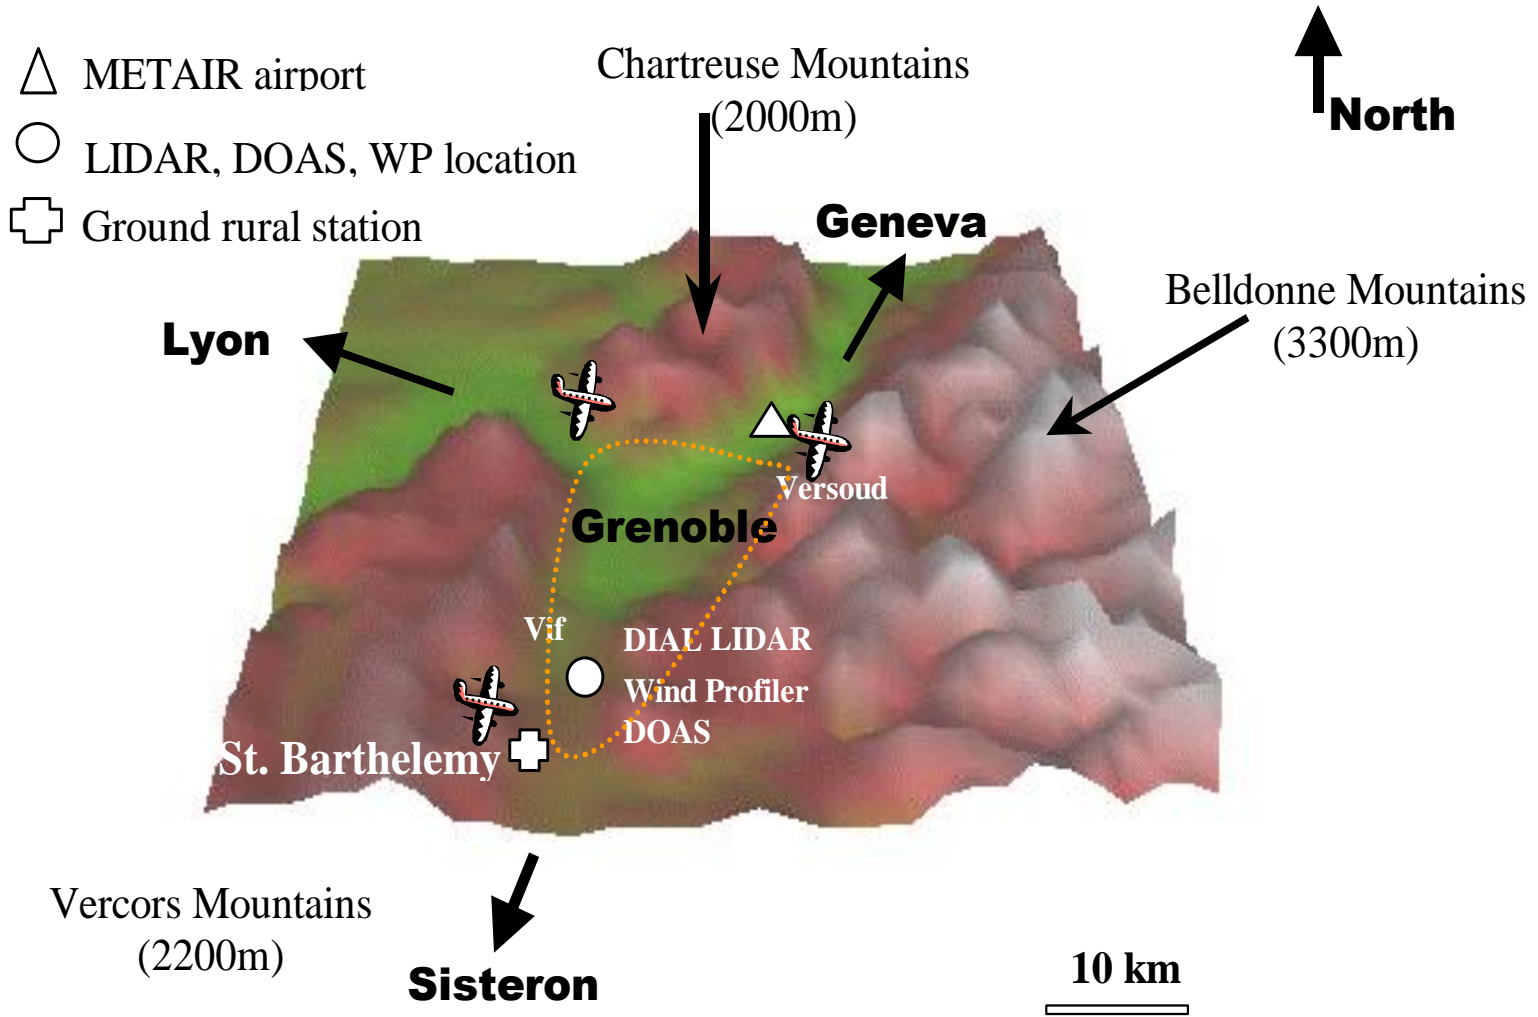 METAIR airport
LIDAR, DOAS, WP location
Ground rural station
Chartreuse Mountains
(2000m)
North
Geneva
Belldonne Mountains
(3300m)
Lyon
Versoud
Grenoble
Vif
DIAL LIDAR
Wind Profiler
DOAS
St. Barthelemy
Vercors Mountains
(2200m)
Sisteron
10 km